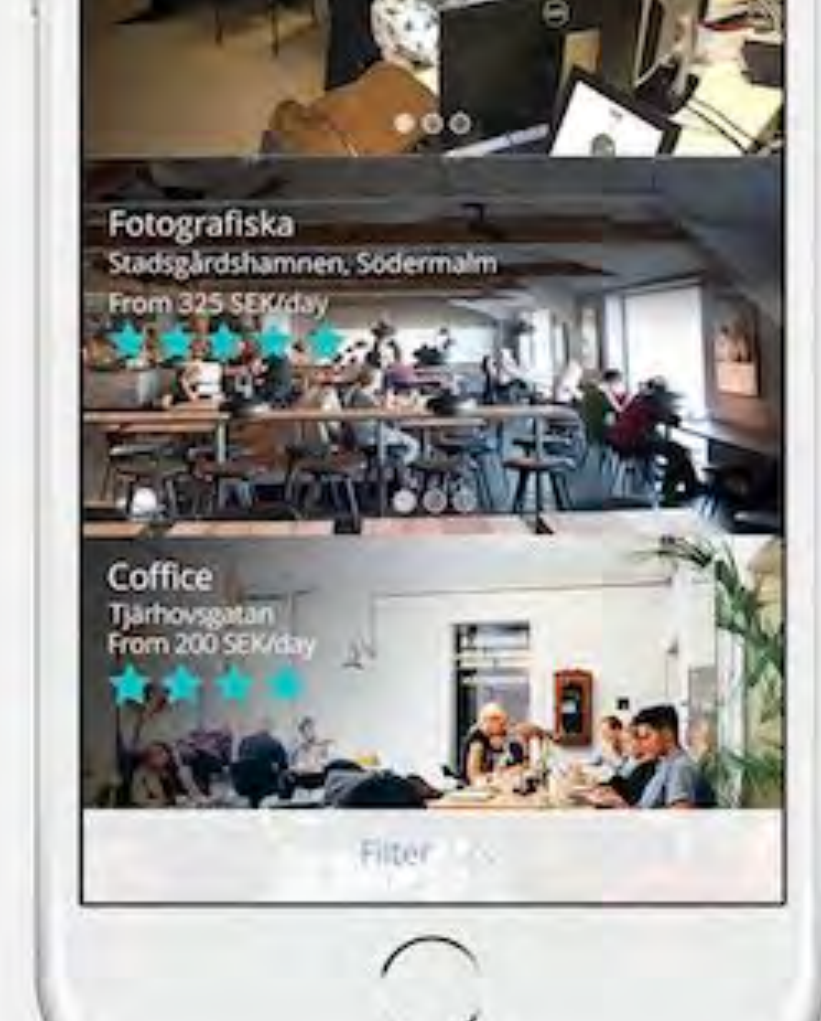 Fotografiska
Stadsgårdshamnen, Södermalm
From 325 SEK/day
Coffice
Tjärhovsgatan
From 200 SEK/day
Filter